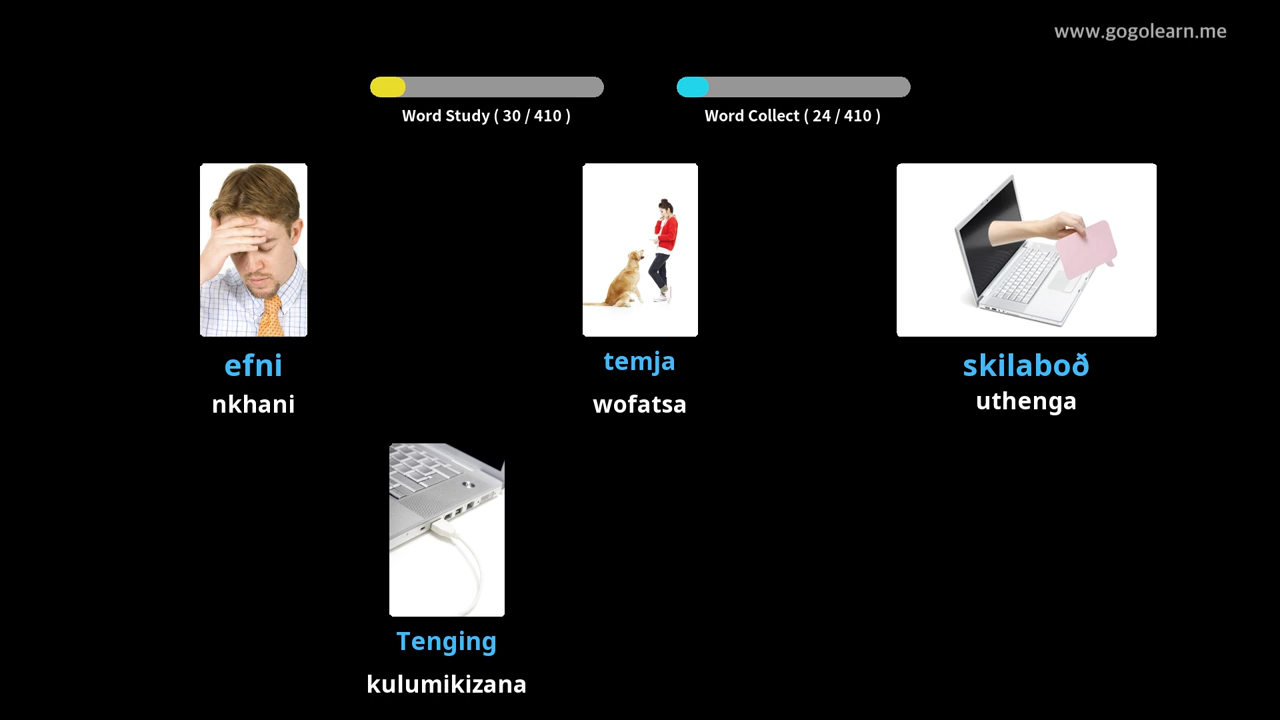 www.gogolearn.me
Word Study ( 30 / 410 )
Word Collect ( 24 / 410 )
efni
nkhani
temja
wofatsa
skilaboð
uthenga
Tenging
kulumikizana